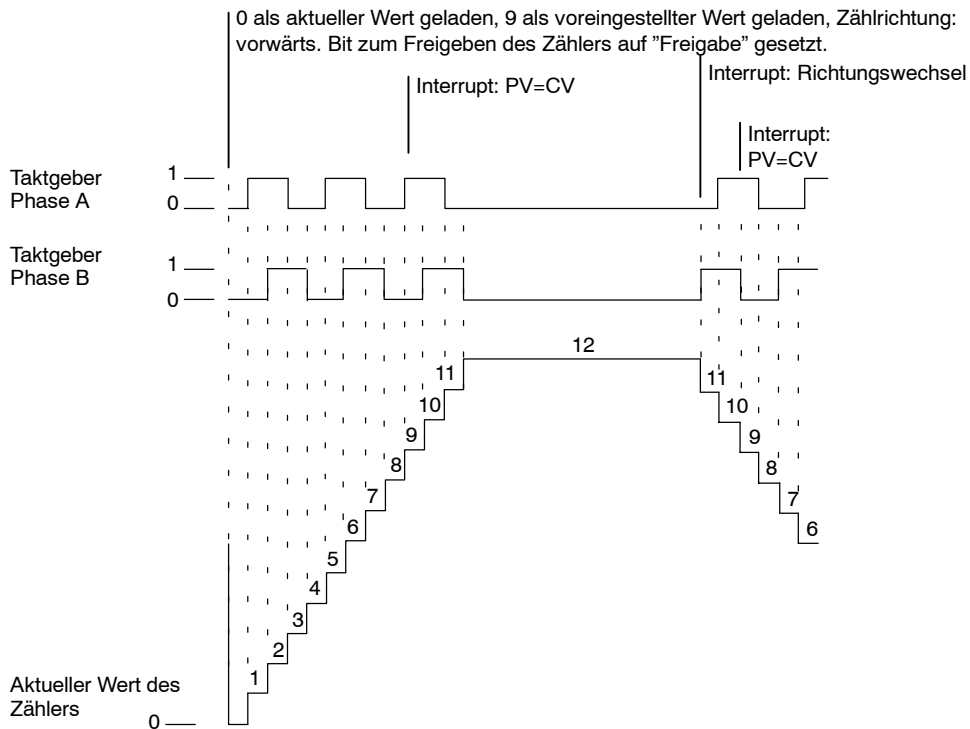 0 als aktueller Wert geladen, 9 als voreingestellter Wert geladen, Zählrichtung:
vorwärts. Bit zum Freigeben des Zählers auf ”Freigabe” gesetzt.
Interrupt: PV=CV
Interrupt: Richtungswechsel
Interrupt:
PV=CV
Taktgeber
Phase A
1
0
Taktgeber
Phase B
1
0
12
11
10
9
8
7
6
5
4
3
2
1
11
10
9
8
7
6
Aktueller Wert des
Zählers
0